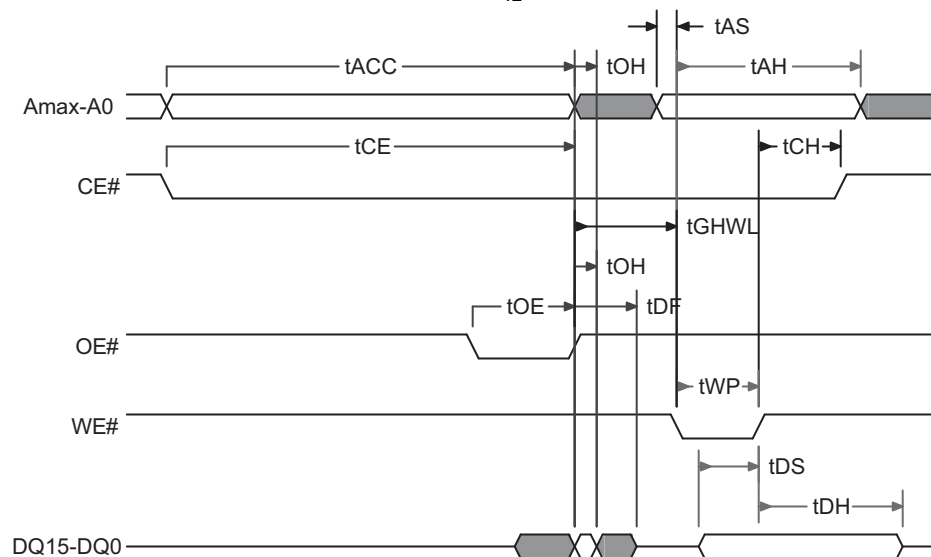 tAS
tACC
tOH
tAH
Amax-A0
tCE
tCH
CE#
tGHWL
tOH
tOE
tDF
OE#
tWP
WE#
tDS
tDH
DQ15-DQ0